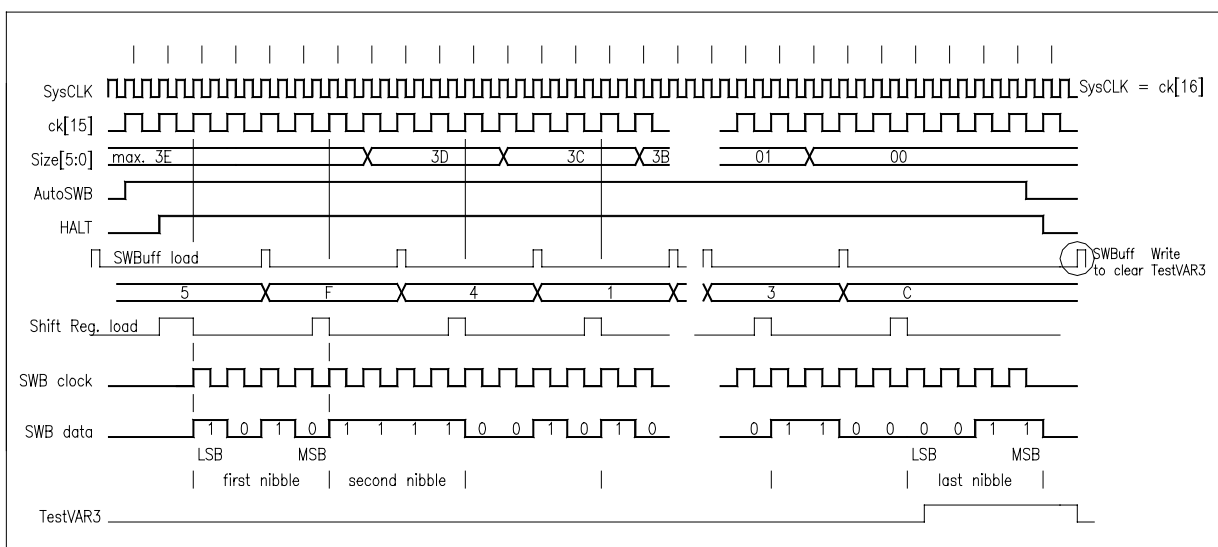 SysCLK
SysCLK = ck[16]
ck[15]
Size[5:0] max. 3E 3D 3C 3B 01 00
AutoSWB
HALT
SWBuff load
SWBuff Write
to clear TestVAR3
5 F 4 1 3 C
Shift Reg. load
SWB clock
SWB data 1 0 1 0 1 1 1 1 0 0 1 0 1 0 0 1 1 0 0 0 0 1 1
LSB MSB LSB MSB
first nibble second nibble last nibble
TestVAR3